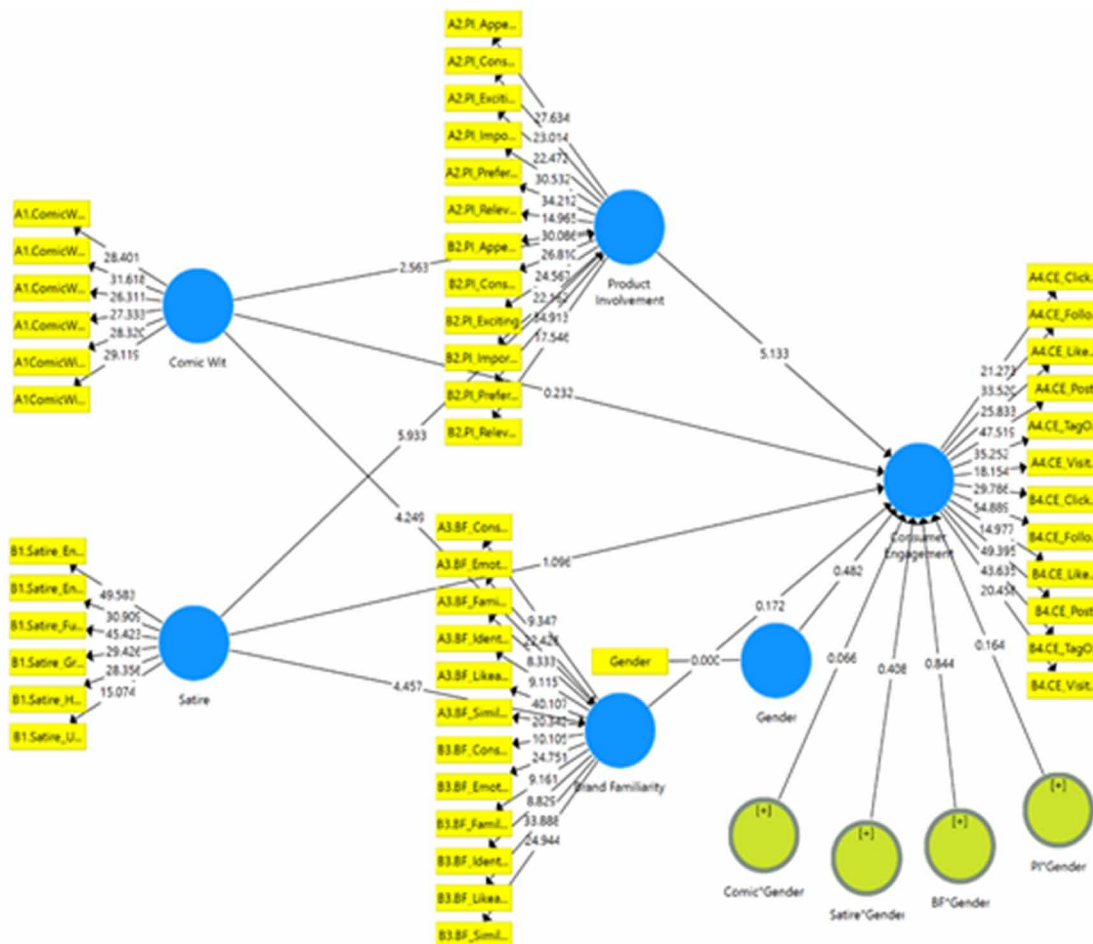 A2.PI_Appe...
A2.PI_Cons...
A2.PI_Exciti...
A2.PI_Impo...
A2.PI_Prefer...
A2.PI_Relev...
B2.PI_Appe...
B2.PI_Cons...
B2.PI_Exciting
B2.PI_Impor...
B2.PI_Prefer...
B2.PI_Relev...
27.634
23.014
22.472
30.532
34.212
14.965
30.086
26.810
24.567
17.546
Product
Involvement
A1.ComicW...
A1.ComicW...
A1.ComicW...
A1.ComicW...
A1ComicWi...
A1ComicWi...
28.401
31.618
26.311
27.333
28.320
29.119
Comic Wit
2.563
0.232
5.933
4.249
5.133
B1.Satire_En...
B1.Satire_En...
B1.Satire_Fu...
B1.Satire_Gr...
B1.Satire_H...
B1.Satire_U...
49.583
30.909
45.423
29.426
28.356
15.074
Satire
1.096
4.457
A3.BF_Cons...
A3.BF_Emot...
A3.BF_Fami...
A3.BF_Ident...
A3.BF_Likea...
A3.BF_Simil...
B3.BF_Cons...
B3.BF_Emot...
B3.BF_Famil...
B3.BF_Ident...
B3.BF_Likea...
B3.BF_Simil...
9.347
22.428
8.333
9.115
40.107
20.342
10.105
24.751
9.161
8.829
33.888
24.944
Brand Familiarity
Gender
0.000
Gender
0.172
0.482
Consumer
Engagement
A4.CE_Click...
A4.CE_Follo...
A4.CE_Like...
A4.CE_Post
A4.CE_TagO...
A4.CE_Visit...
B4.CE_Click...
B4.CE_Follo...
B4.CE_Like...
B4.CE_Post
B4.CE_TagO...
B4.CE_Visit...
21.273
33.520
25.833
47.519
35.252
18.154
29.786
54.889
14.977
49.395
43.635
20.458
0.066
0.408
0.844
0.164
[+]
Comic*Gender
[+]
Satire*Gender
[+]
BF*Gender
[+]
PI*Gender